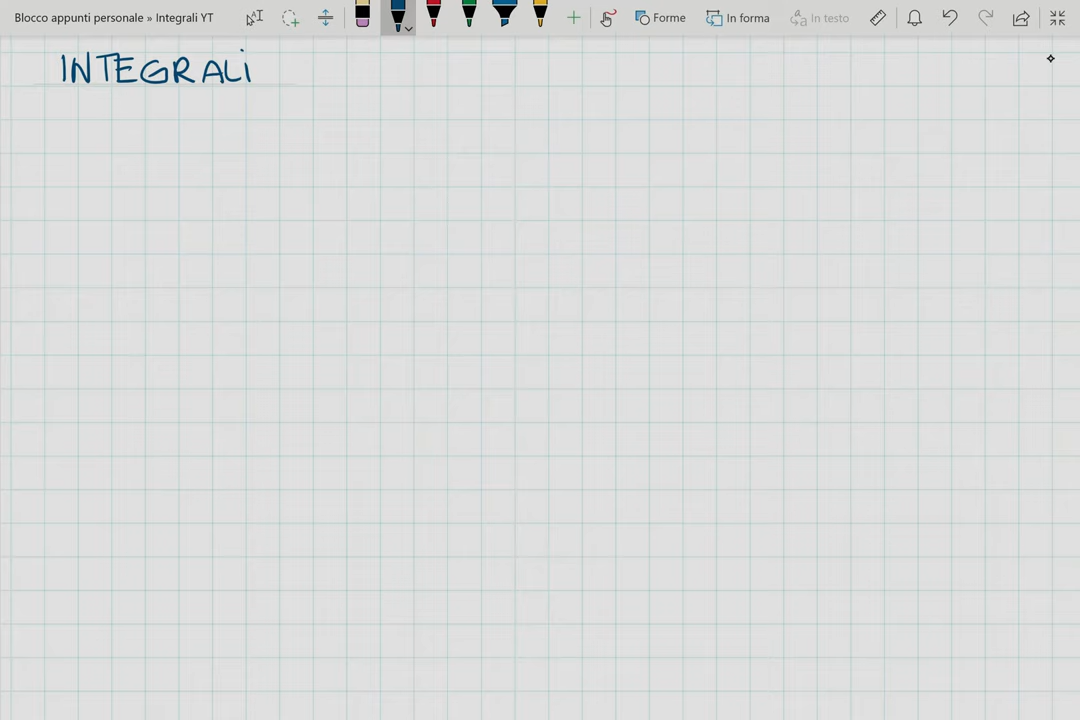 Blocco appunti personale » Integrali YT Forme In forma In testo
INTEGRALi